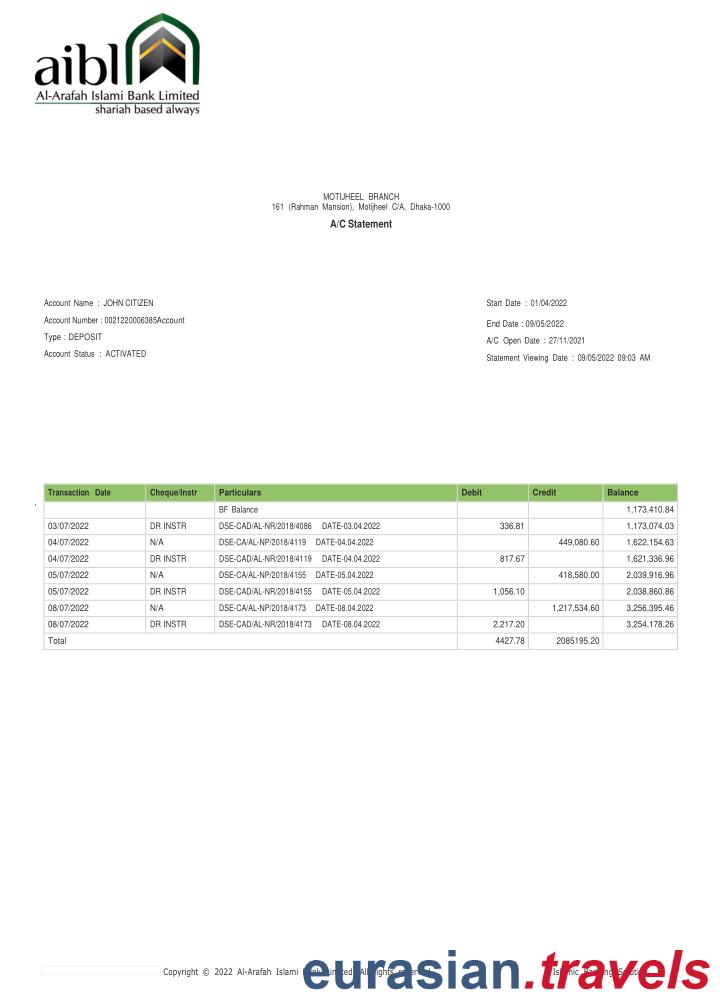 aibl
Al-Arafah Islami Bank Limited
shariah based always
MOTIJHEEL BRANCH
161 (Rahman Mansion), Motijheel C/A, Dhaka-1000
A/C Statement
Account Name : JOHN CITIZEN
Account Number : 0021220006385Account
Type : DEPOSIT
Account Status : ACTIVATED
Start Date : 01/04/2022
End Date : 09/05/2022
A/C Open Date : 27/11/2021
Statement Viewing Date : 09/05/2022 09:03 AM
Transaction Date Cheque/Instr Particulars Debit Credit Balance
BF Balance 1,173,410.84
03/07/2022 DR INSTR DSE-CAD/AL-NR/2018/4086 DATE-03.04.2022 336.81 1,173,074.03
04/07/2022 N/A DSE-CA/AL-NP/2018/4119 DATE-04.04.2022 449,080.60 1,622,154.63
04/07/2022 DR INSTR DSE-CAD/AL-NR/2018/4119 DATE-04.04.2022 817.67 1,621,336.96
05/07/2022 N/A DSE-CA/AL-NP/2018/4155 DATE-05.04.2022 418,580.00 2,039,916.96
05/07/2022 DR INSTR DSE-CAD/AL-NR/2018/4155 DATE-05.04.2022 1,056.10 2,038,860.86
08/07/2022 N/A DSE-CA/AL-NP/2018/4173 DATE-08.04.2022 1,217,534.60 3,256,395.46
08/07/2022 DR INSTR DSE-CAD/AL-NR/2018/4173 DATE-08.04.2022 2,217.20 3,254,178.26
Total 4427.78 2085195.20
Copyright © 2022 Al-Arafah Islami
eurasian.travels